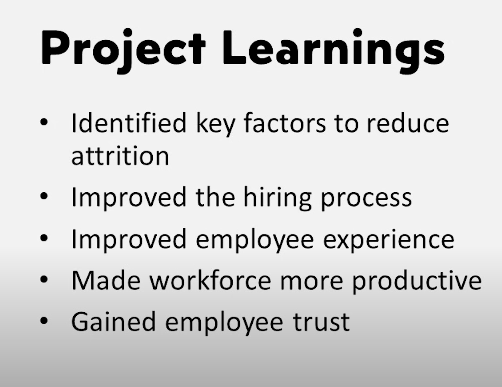 Project Learnings
• Identified key factors to reduce
attrition
• Improved the hiring process
• Improved employee experience
• Made workforce more productive
• Gained employee trust